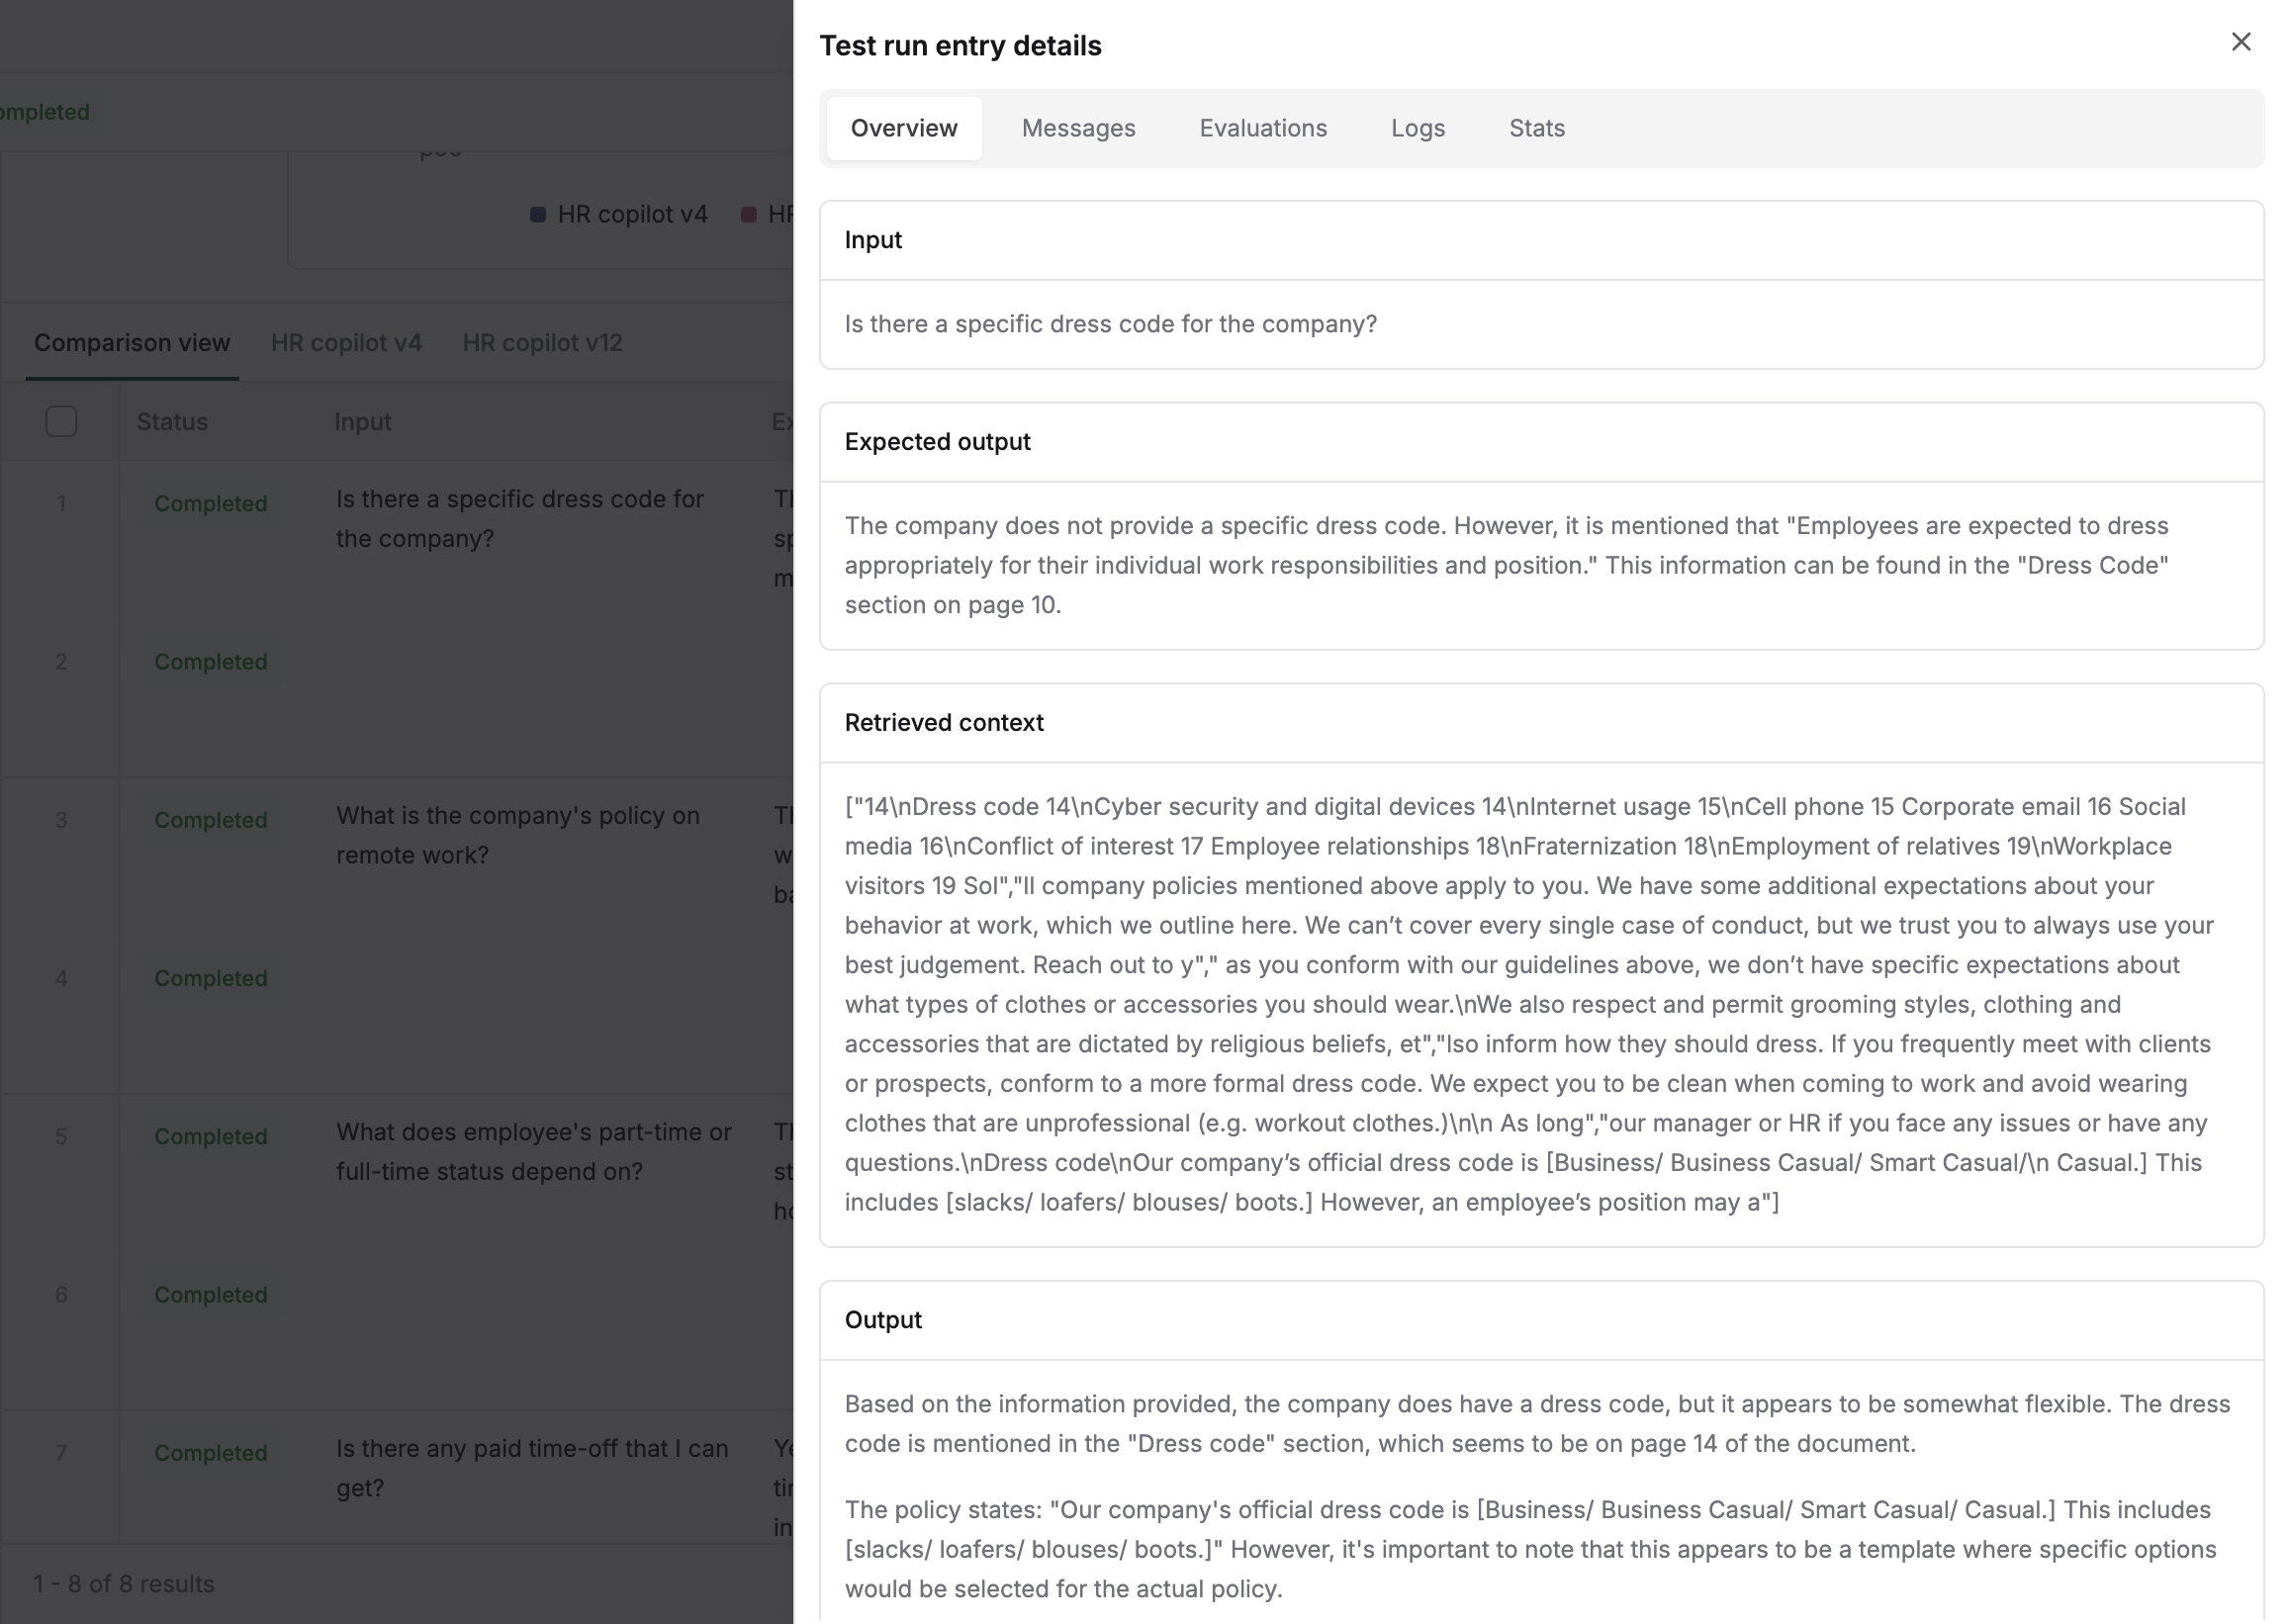 Completed
HR copilot v4
Comparison view
HR copilot v4
HR copilot v12
Status
Input
1
Completed
Is there a specific dress code for
the company?
2
Completed
3
Completed
What is the company's policy on
remote work?
4
Completed
5
Completed
What does employee's part-time or
full-time status depend on?
6
Completed
7
Completed
Is there any paid time-off that I can
get?
1 - 8 of 8 results
Test run entry details
Overview
Messages
Evaluations
Logs
Stats
Input
Is there a specific dress code for the company?
Expected output
The company does not provide a specific dress code. However, it is mentioned that "Employees are expected to dress
appropriately for their individual work responsibilities and position." This information can be found in the "Dress Code"
section on page 10.
Retrieved context
["14\nDress code 14\nCyber security and digital devices 14\nInternet usage 15\nCell phone 15 Corporate email 16 Social
media 16\nConflict of interest 17 Employee relationships 18\nFraternization 18\nEmployment of relatives 19\nWorkplace
visitors 19 Sol","ll company policies mentioned above apply to you. We have some additional expectations about your
behavior at work, which we outline here. We can’t cover every single case of conduct, but we trust you to always use your
best judgement. Reach out to y"," as you conform with our guidelines above, we don’t have specific expectations about
what types of clothes or accessories you should wear.\nWe also respect and permit grooming styles, clothing and
accessories that are dictated by religious beliefs, et","lso inform how they should dress. If you frequently meet with clients
or prospects, conform to a more formal dress code. We expect you to be clean when coming to work and avoid wearing
clothes that are unprofessional (e.g. workout clothes.)\n\n As long","our manager or HR if you face any issues or have any
questions.\nDress code\nOur company’s official dress code is [Business/ Business Casual/ Smart Casual/\n Casual.] This
includes [slacks/ loafers/ blouses/ boots.] However, an employee’s position may a"]
Output
Based on the information provided, the company does have a dress code, but it appears to be somewhat flexible. The dress
code is mentioned in the "Dress code" section, which seems to be on page 14 of the document.
The policy states: "Our company's official dress code is [Business/ Business Casual/ Smart Casual/ Casual.] This includes
[slacks/ loafers/ blouses/ boots.]" However, it's important to note that this appears to be a template where specific options
would be selected for the actual policy.